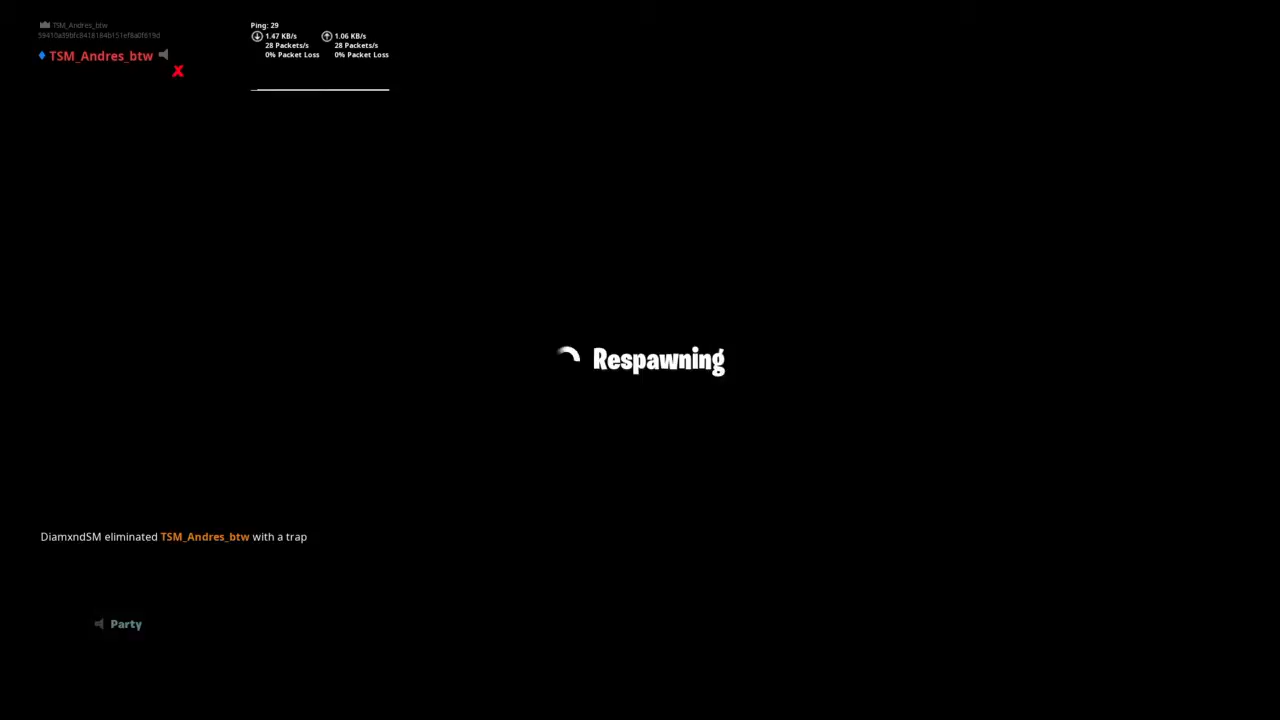 TSM_Andres_btw
TSM_Andres_btw
X
Ping: 29
1.47 KB/s 1.06 KB/s
28 Packets/s 28 Packets/s
0% Packet Loss 0% Packet Loss
Respawning
DiamxndSM eliminated TSM_Andres_btw with a trap
Party